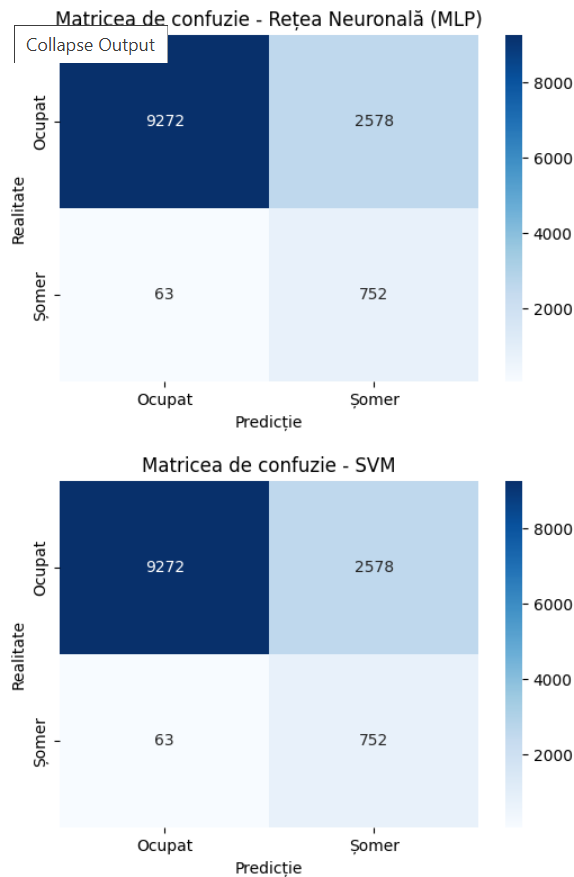 Matricea de confuzie - Rețea Neuronală (MLP)
Collapse Output
Ocupat
9272
2578
8000
6000
Realitate
4000
Șomer
63
752
2000
Ocupat
Șomer
Predicție
Matricea de confuzie - SVM
Ocupat
9272
2578
8000
6000
Realitate
4000
Șomer
63
752
2000
Ocupat
Șomer
Predicție